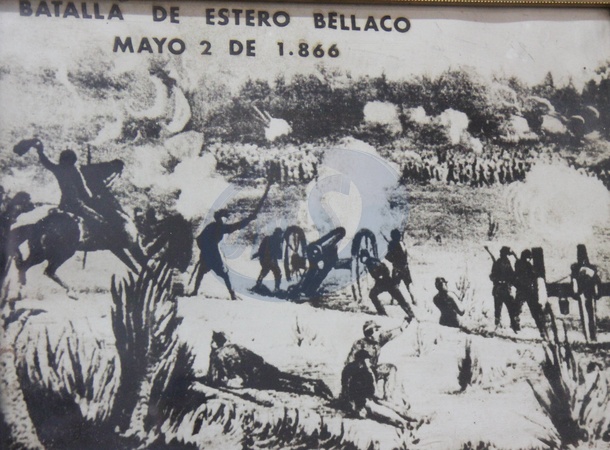 BATALLA DE ESTERO BELLACO
MAYO 2 DE 1.866